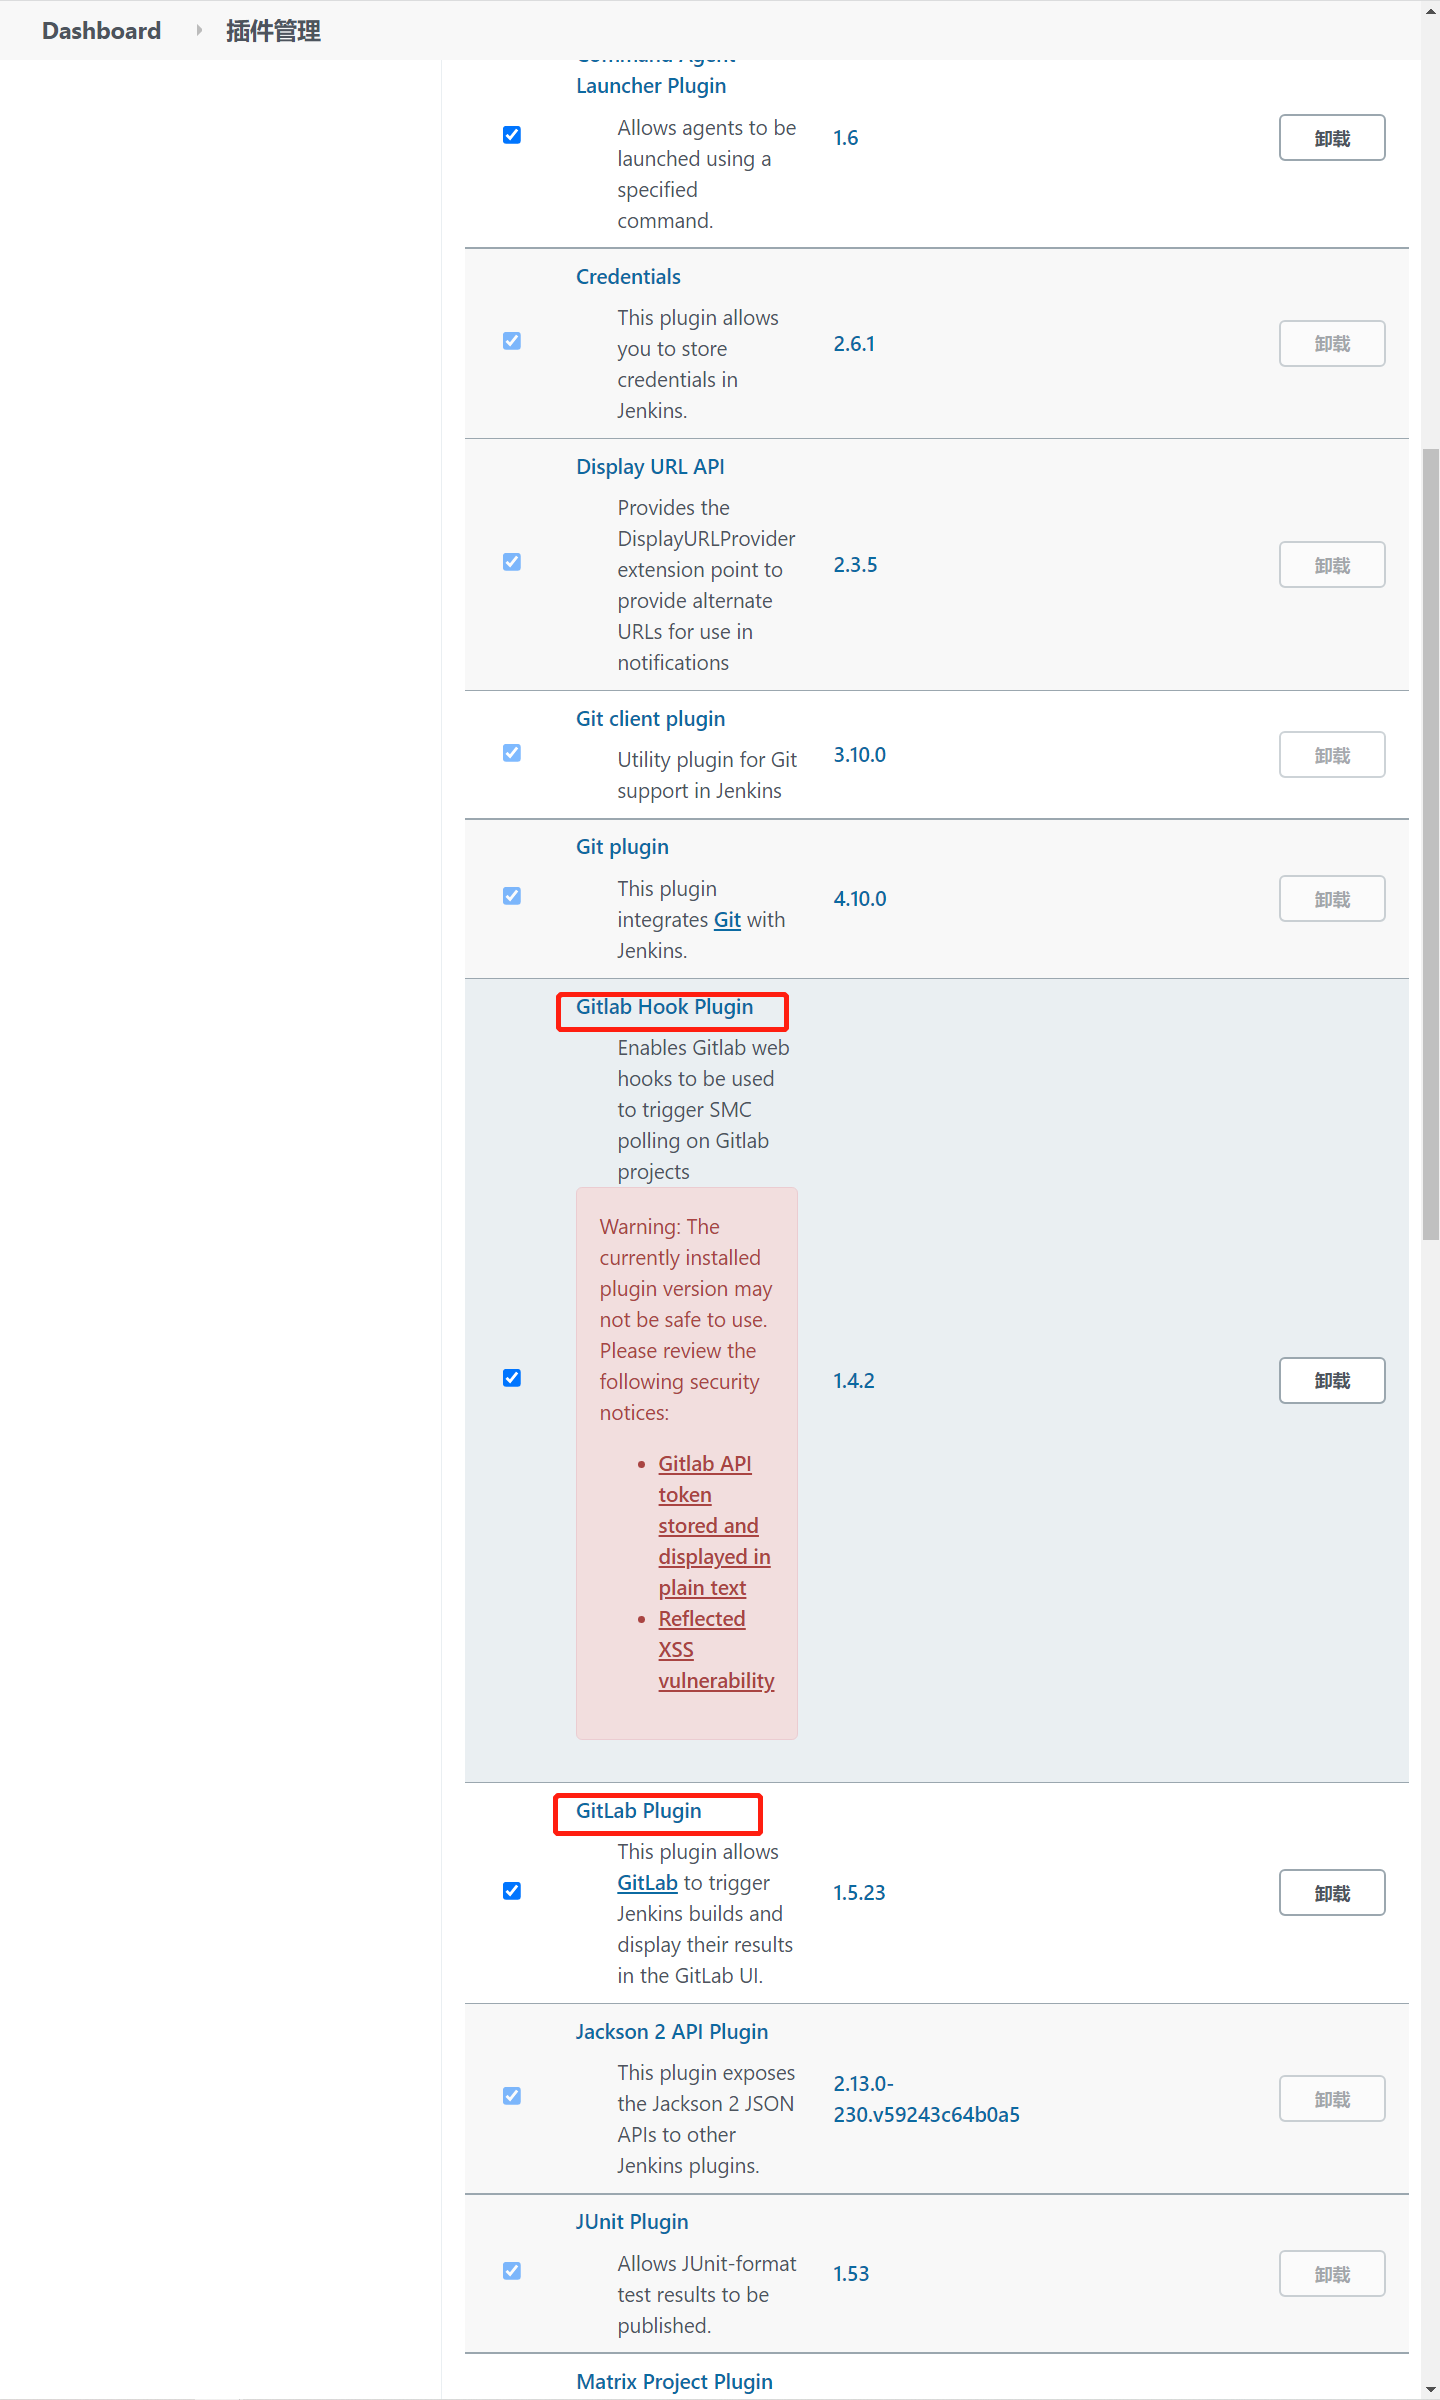 Dashboard
插件管理
Command Agent
Launcher Plugin
Allows agents to be
launched using a
specified
command.
1.6
卸载
Credentials
This plugin allows
you to store
credentials in
Jenkins.
2.6.1
卸载
Display URL API
Provides the
DisplayURLProvider
extension point to
provide alternate
URLs for use in
notifications
2.3.5
卸载
Git client plugin
Utility plugin for Git
support in Jenkins
3.10.0
卸载
Git plugin
This plugin
integrates Git with
Jenkins.
4.10.0
卸载
Gitlab Hook Plugin
Enables Gitlab web
hooks to be used
to trigger SMC
polling on Gitlab
projects
Warning: The
currently installed
plugin version may
not be safe to use.
Please review the
following security
notices:
Gitlab API
token
stored and
displayed in
plain text
Reflected
XSS
vulnerability
1.4.2
卸载
GitLab Plugin
This plugin allows
GitLab to trigger
Jenkins builds and
display their results
in the GitLab UI.
1.5.23
卸载
Jackson 2 API Plugin
This plugin exposes
the Jackson 2 JSON
APIs to other
Jenkins plugins.
2.13.0-
230.v59243c64b0a5
卸载
JUnit Plugin
Allows JUnit-format
test results to be
published.
1.53
卸载
Matrix Project Plugin